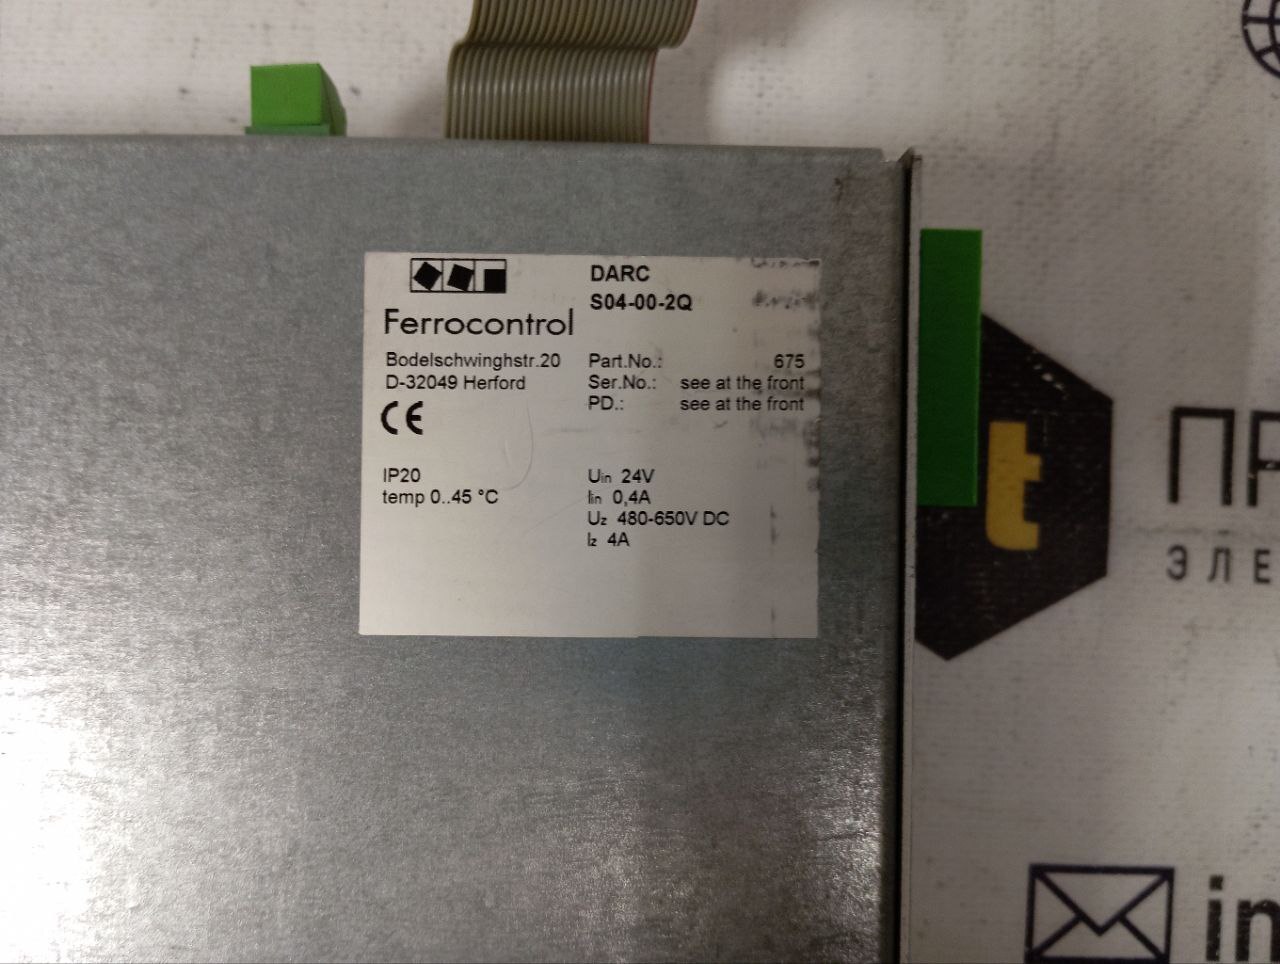 DARC
S04-00-2Q
Ferrocontrol
Bodelschwinghstr.20
D-32049 Herford
CE
Part.No.: 675
Ser.No.: see at the front
PD.: see at the front
IP20
temp 0..45 °C
Uin 24V
Iin 0,4A
Uz 480-650V DC
Iz 4A
t
ПР
ЭЛЕ
in